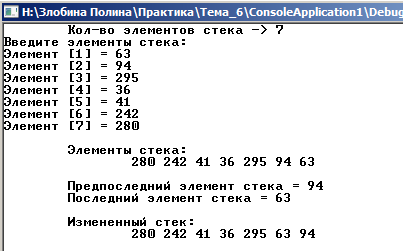 H:\Злобина Полина\Практика\Тема_6\ConsoleApplication1\Debug
Кол-во элементов стека -> 7
Введите элементы стека:
Элемент [1] = 63
Элемент [2] = 94
Элемент [3] = 295
Элемент [4] = 36
Элемент [5] = 41
Элемент [6] = 242
Элемент [7] = 280
Элементы стека:
280 242 41 36 295 94 63
Предпоследний элемент стека = 94
Последний элемент стека = 63
Измененный стек:
280 242 41 36 295 63 94